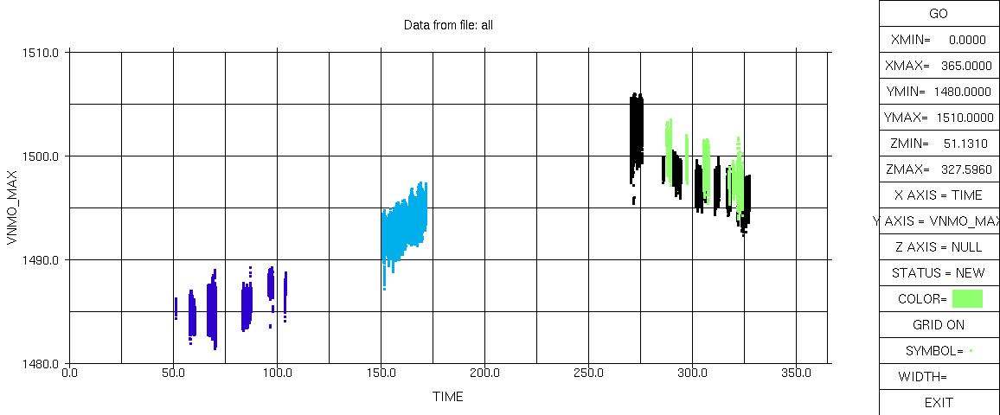 Data from file: all
1510.0
1500.0
1490.0
1480.0
VNMO_MAX
0.0 50.0 100.0 150.0 200.0 250.0 300.0 350.0
TIME
GO
XMIN= 0.0000
XMAX= 365.0000
YMIN= 1480.0000
YMAX= 1510.0000
ZMIN= 51.1310
ZMAX= 327.5960
X AXIS = TIME
Y AXIS = VNMO_MAX
Z AXIS = NULL
STATUS = NEW
COLOR=
GRID ON
SYMBOL=
WIDTH=
EXIT